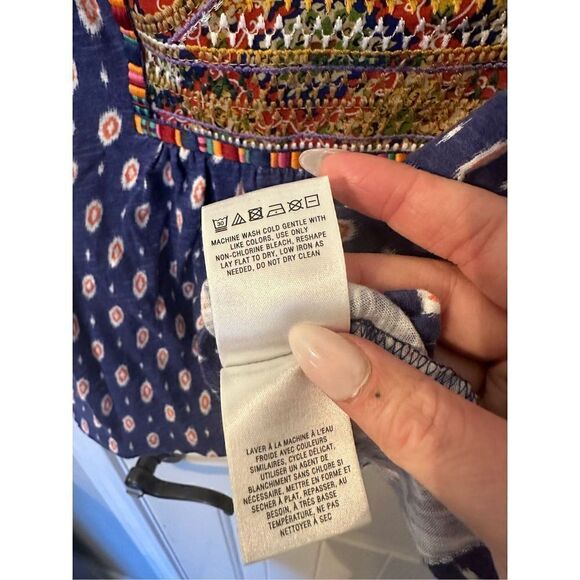 30
MACHINE WASH COLD GENTLE WITH
LIKE COLORS, USE ONLY
NON-CHLORINE BLEACH, RESHAPE
LAY FLAT TO DRY, LOW IRON AS
NEEDED, DO NOT DRY CLEAN
LAVER À LA MACHINE À L'EAU
FROIDE AVEC COULEURS
SIMILAIRES, CYCLE DÉLICAT,
UTILISER UN AGENT DE
BLANCHIMENT SANS CHLORE SI
NÉCESSAIRE, METTRE EN FORME ET
SÉCHER À PLAT, REPASSER, AU
BESOIN, À TRÈS BASSE
TEMPÉRATURE, NE PAS
NETTOYER À SEC